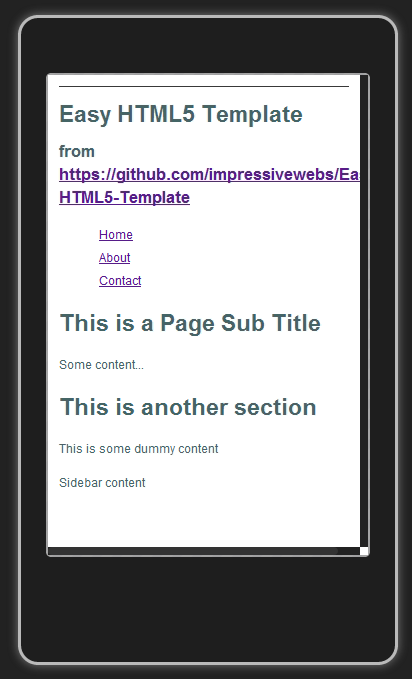 Easy HTML5 Template
from
https://github.com/impressivewebs/Ea
HTML5-Template
Home
About
Contact
This is a Page Sub Title
Some content...
This is another section
This is some dummy content
Sidebar content